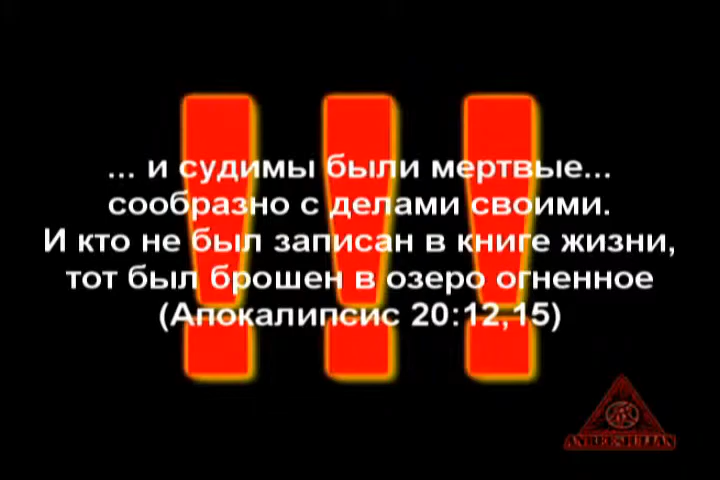 ... и судимы были мертвые...
сообразно с делами своими.
И кто не был записан в книге жизни,
тот был брошен в озеро огненное
(Апокалипсис 20:12,15)
!!!